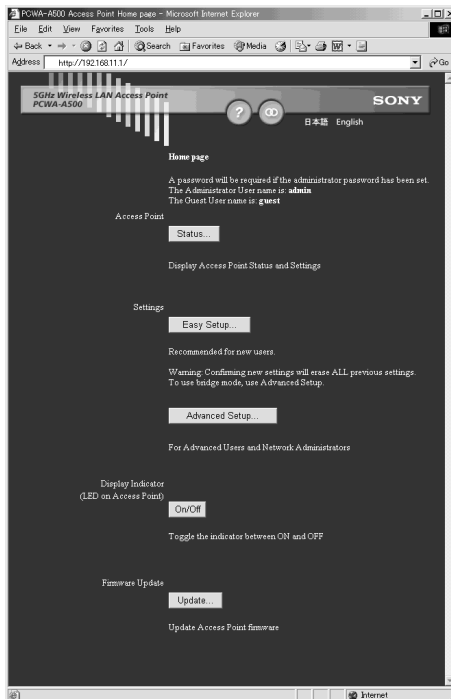 PCWA-A500 Access Point Home page - Microsoft Internet Explorer
File Edit View Favorites Tools Help
Back Search Favorites Media
Address http://192.168.11.1/ Go
5GHz Wireless LAN Access Point
PCWA-A500
SONY
日本語 English
Home page
A password will be required if the administrator password has been set.
The Administrator User name is: admin
The Guest User name is: guest
Access Point
Status...
Display Access Point Status and Settings
Settings
Easy Setup...
Recommended for new users.
Warning: Confirming new settings will erase ALL previous settings.
To use bridge mode, use Advanced Setup.
Advanced Setup...
For Advanced Users and Network Administrators
Display Indicator
(LED on Access Point)
On/Off
Toggle the indicator between ON and OFF
Firmware Update
Update...
Update Access Point firmware
Internet